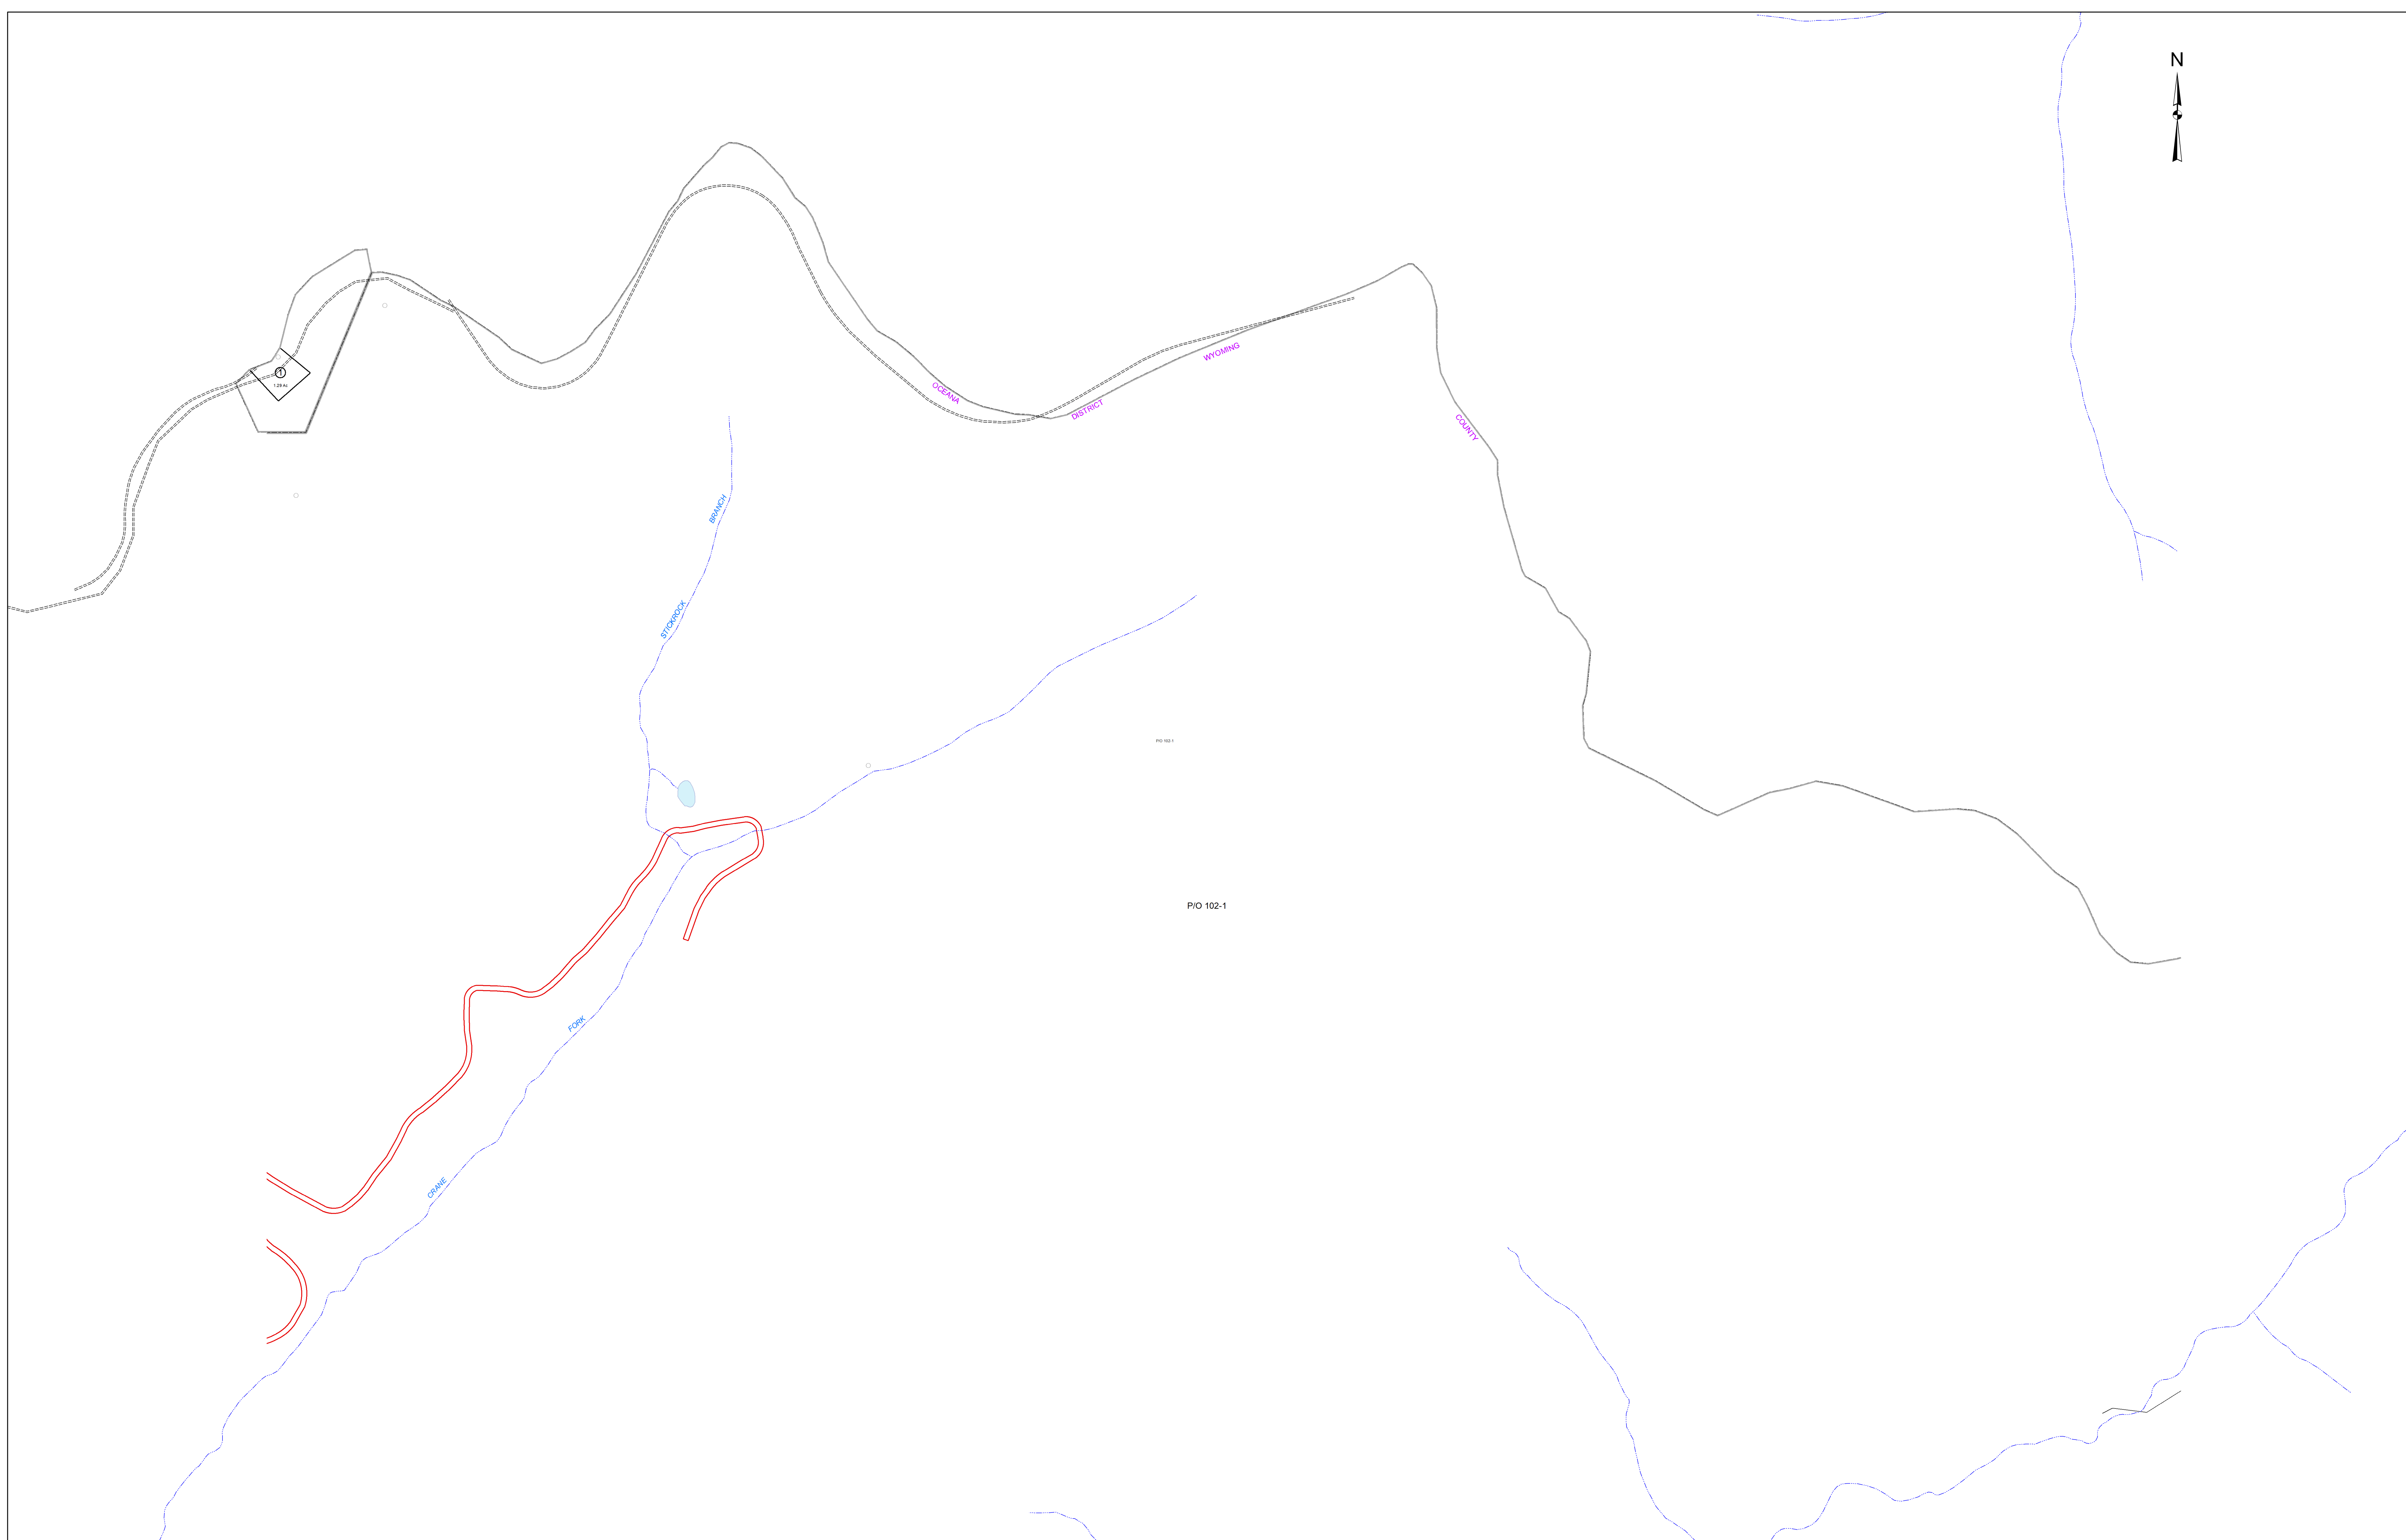 N
WYOMING
OCEANA
DISTRICT
COUNTY
1
1.29 Ac
BRANCH
STICKROCK
P/O 102-1
P/O 102-1
FORK
CRANE